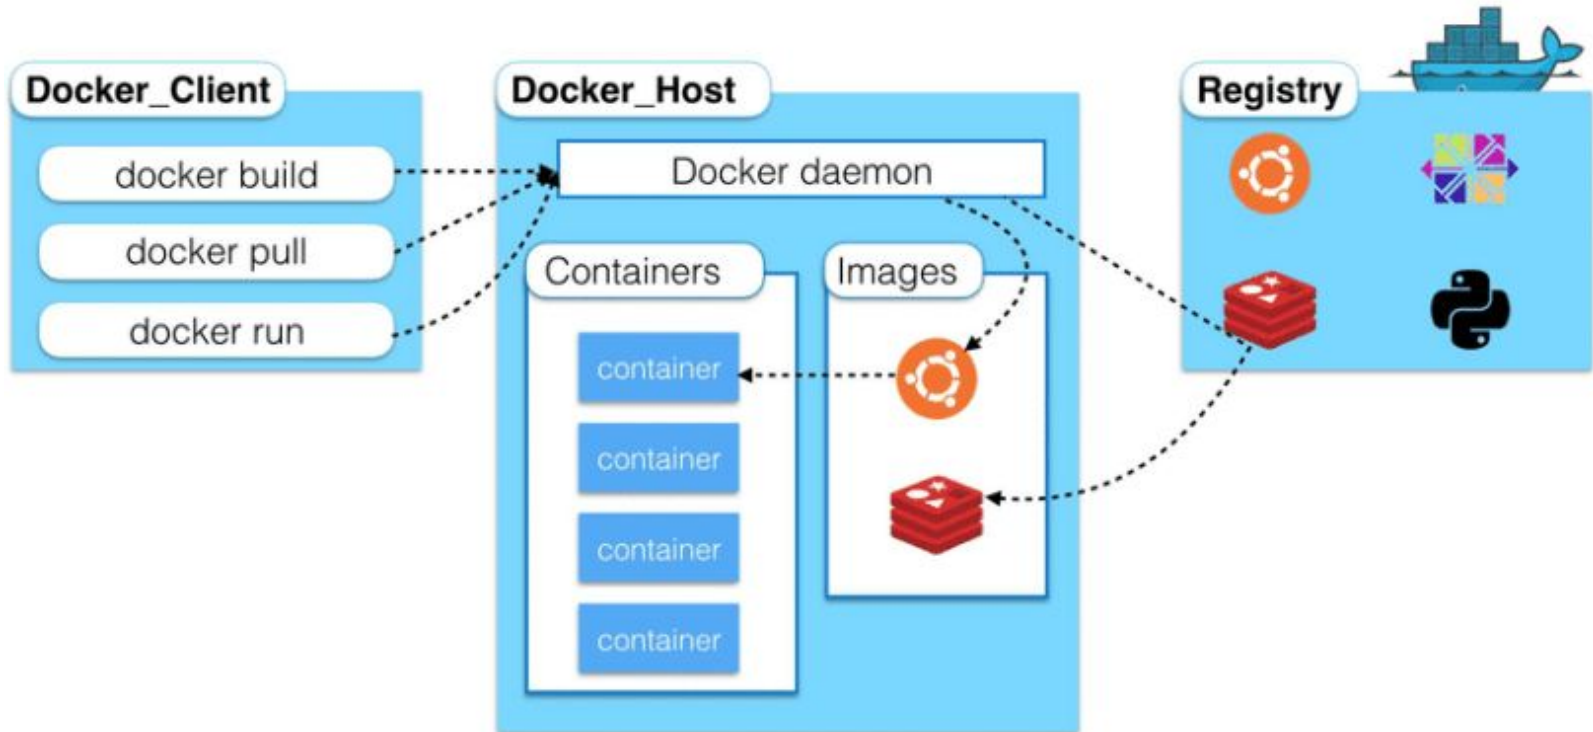 Docker_Client
docker build
docker pull
docker run
Docker_Host
Docker daemon
Containers
container
container
container
container
Images
Registry